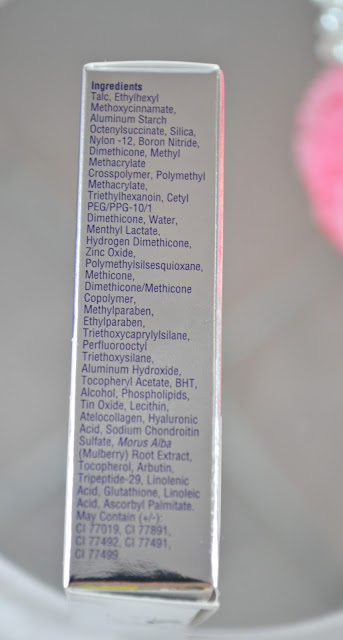 Ingredients
Talc, Ethylhexyl
Methoxycinnamate,
Aluminum Starch
Octenylsuccinate, Silica,
Nylon -12, Boron Nitride,
Dimethicone, Methyl
Methacrylate
Crosspolymer, Polymethyl
Methacrylate,
Triethylhexanoin, Cetyl
PEG/PPG-10/1
Dimethicone, Water,
Menthyl Lactate,
Hydrogen Dimethicone,
Zinc Oxide,
Polymethylsilsesquioxane,
Methicone,
Dimethicone/Methicone
Copolymer,
Methylparaben,
Ethylparaben,
Triethoxycaprylylsilane,
Perfluorooctyl
Triethoxysilane,
Aluminum Hydroxide,
Tocopheryl Acetate, BHT,
Alcohol, Phospholipids,
Tin Oxide, Lecithin,
Atelocollagen, Hyaluronic
Acid, Sodium Chondroitin
Sulfate, Morus Alba
(Mulberry) Root Extract,
Tocopherol, Arbutin,
Tripeptide-29, Linolenic
Acid, Glutathione, Linoleic
Acid, Ascorbyl Palmitate.
May Contain (+/-):
CI 77019, CI 77891,
CI 77492, CI 77491,
CI 77499.